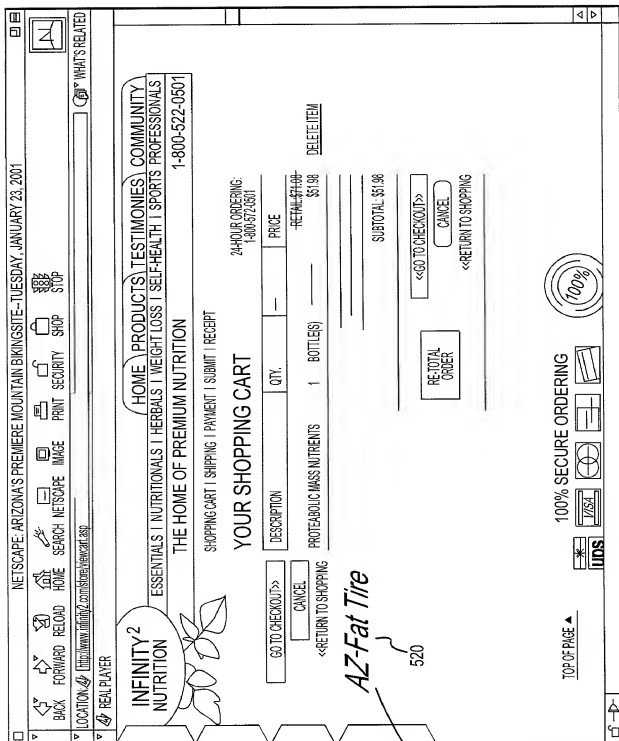 NETSCAPE: ARIZONA'S PREMIERE MOUNTAIN BIKINGSITE--TUESDAY, JANUARY 23, 2001
BACK FORWARD RELOAD HOME SEARCH NETSCAPE IMAGE PRINT SECURITY SHOP STOP
N
LOCATION: http://www.infinity2.com/store/viewcart.asp WHAT'S RELATED
REAL PLAYER
INFINITY2
NUTRITION
HOME PRODUCTS TESTIMONIES COMMUNITY
ESSENTIALS | NUTRITIONALS | HERBALS | WEIGHT LOSS | SELF-HEALTH | SPORTS PROFESSIONALS
THE HOME OF PREMIUM NUTRITION 1-800-522-0501
SHOPPING CART | SHIPPING | PAYMENT | SUBMIT | RECEIPT
YOUR SHOPPING CART
24-HOUR ORDERING:
1-800-572-0501
GO TO CHECKOUT>>
CANCEL
<<RETURN TO SHOPPING
DESCRIPTION QTY. — PRICE
RETAIL:$71.08
PROTEABOLIC MASS NUTRIENTS 1 BOTTLE(S) $51.98 DELETE ITEM
SUBTOTAL: $51.98
AZ-Fat Tire
520
RE-TOTAL
ORDER
<<GO TO CHECKOUT>>
CANCEL
<<RETURN TO SHOPPING
100% SECURE ORDERING
100%
VISA
UDS
TOP OF PAGE ▲